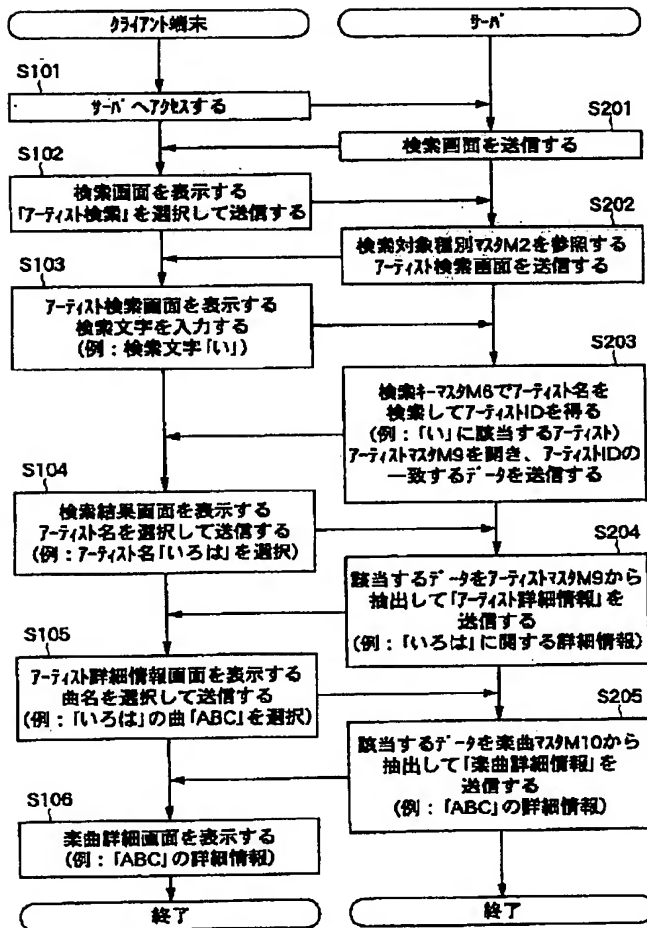 クライアント端末
サーバ
S101
サーバへアクセスする
S201
検索画面を送信する
S102
検索画面を表示する
「アーティスト検索」を選択して送信する
S202
検索対象種別マスタM2を参照する
アーティスト検索画面を送信する
S103
アーティスト検索画面を表示する
検索文字を入力する
(例：検索文字「い」)
S203
検索キーマスタM6でアーティスト名を
検索してアーティストIDを得る
(例：「い」に該当するアーティスト)
アーティストマスタM9を開き、アーティストIDの
一致するデータを送信する
S104
検索結果画面を表示する
アーティスト名を選択して送信する
(例：アーティスト名「いろは」を選択)
S204
該当するデータをアーティストマスタM9から
抽出して「アーティスト詳細情報」を
送信する
(例：「いろは」に関する詳細情報)
S105
アーティスト詳細情報画面を表示する
曲名を選択して送信する
(例：「いろは」の曲「ABC」を選択)
S205
該当するデータを楽曲マスタM10から
抽出して「楽曲詳細情報」を
送信する
(例：「ABC」の詳細情報)
S106
楽曲詳細画面を表示する
(例：「ABC」の詳細情報)
終了
終了